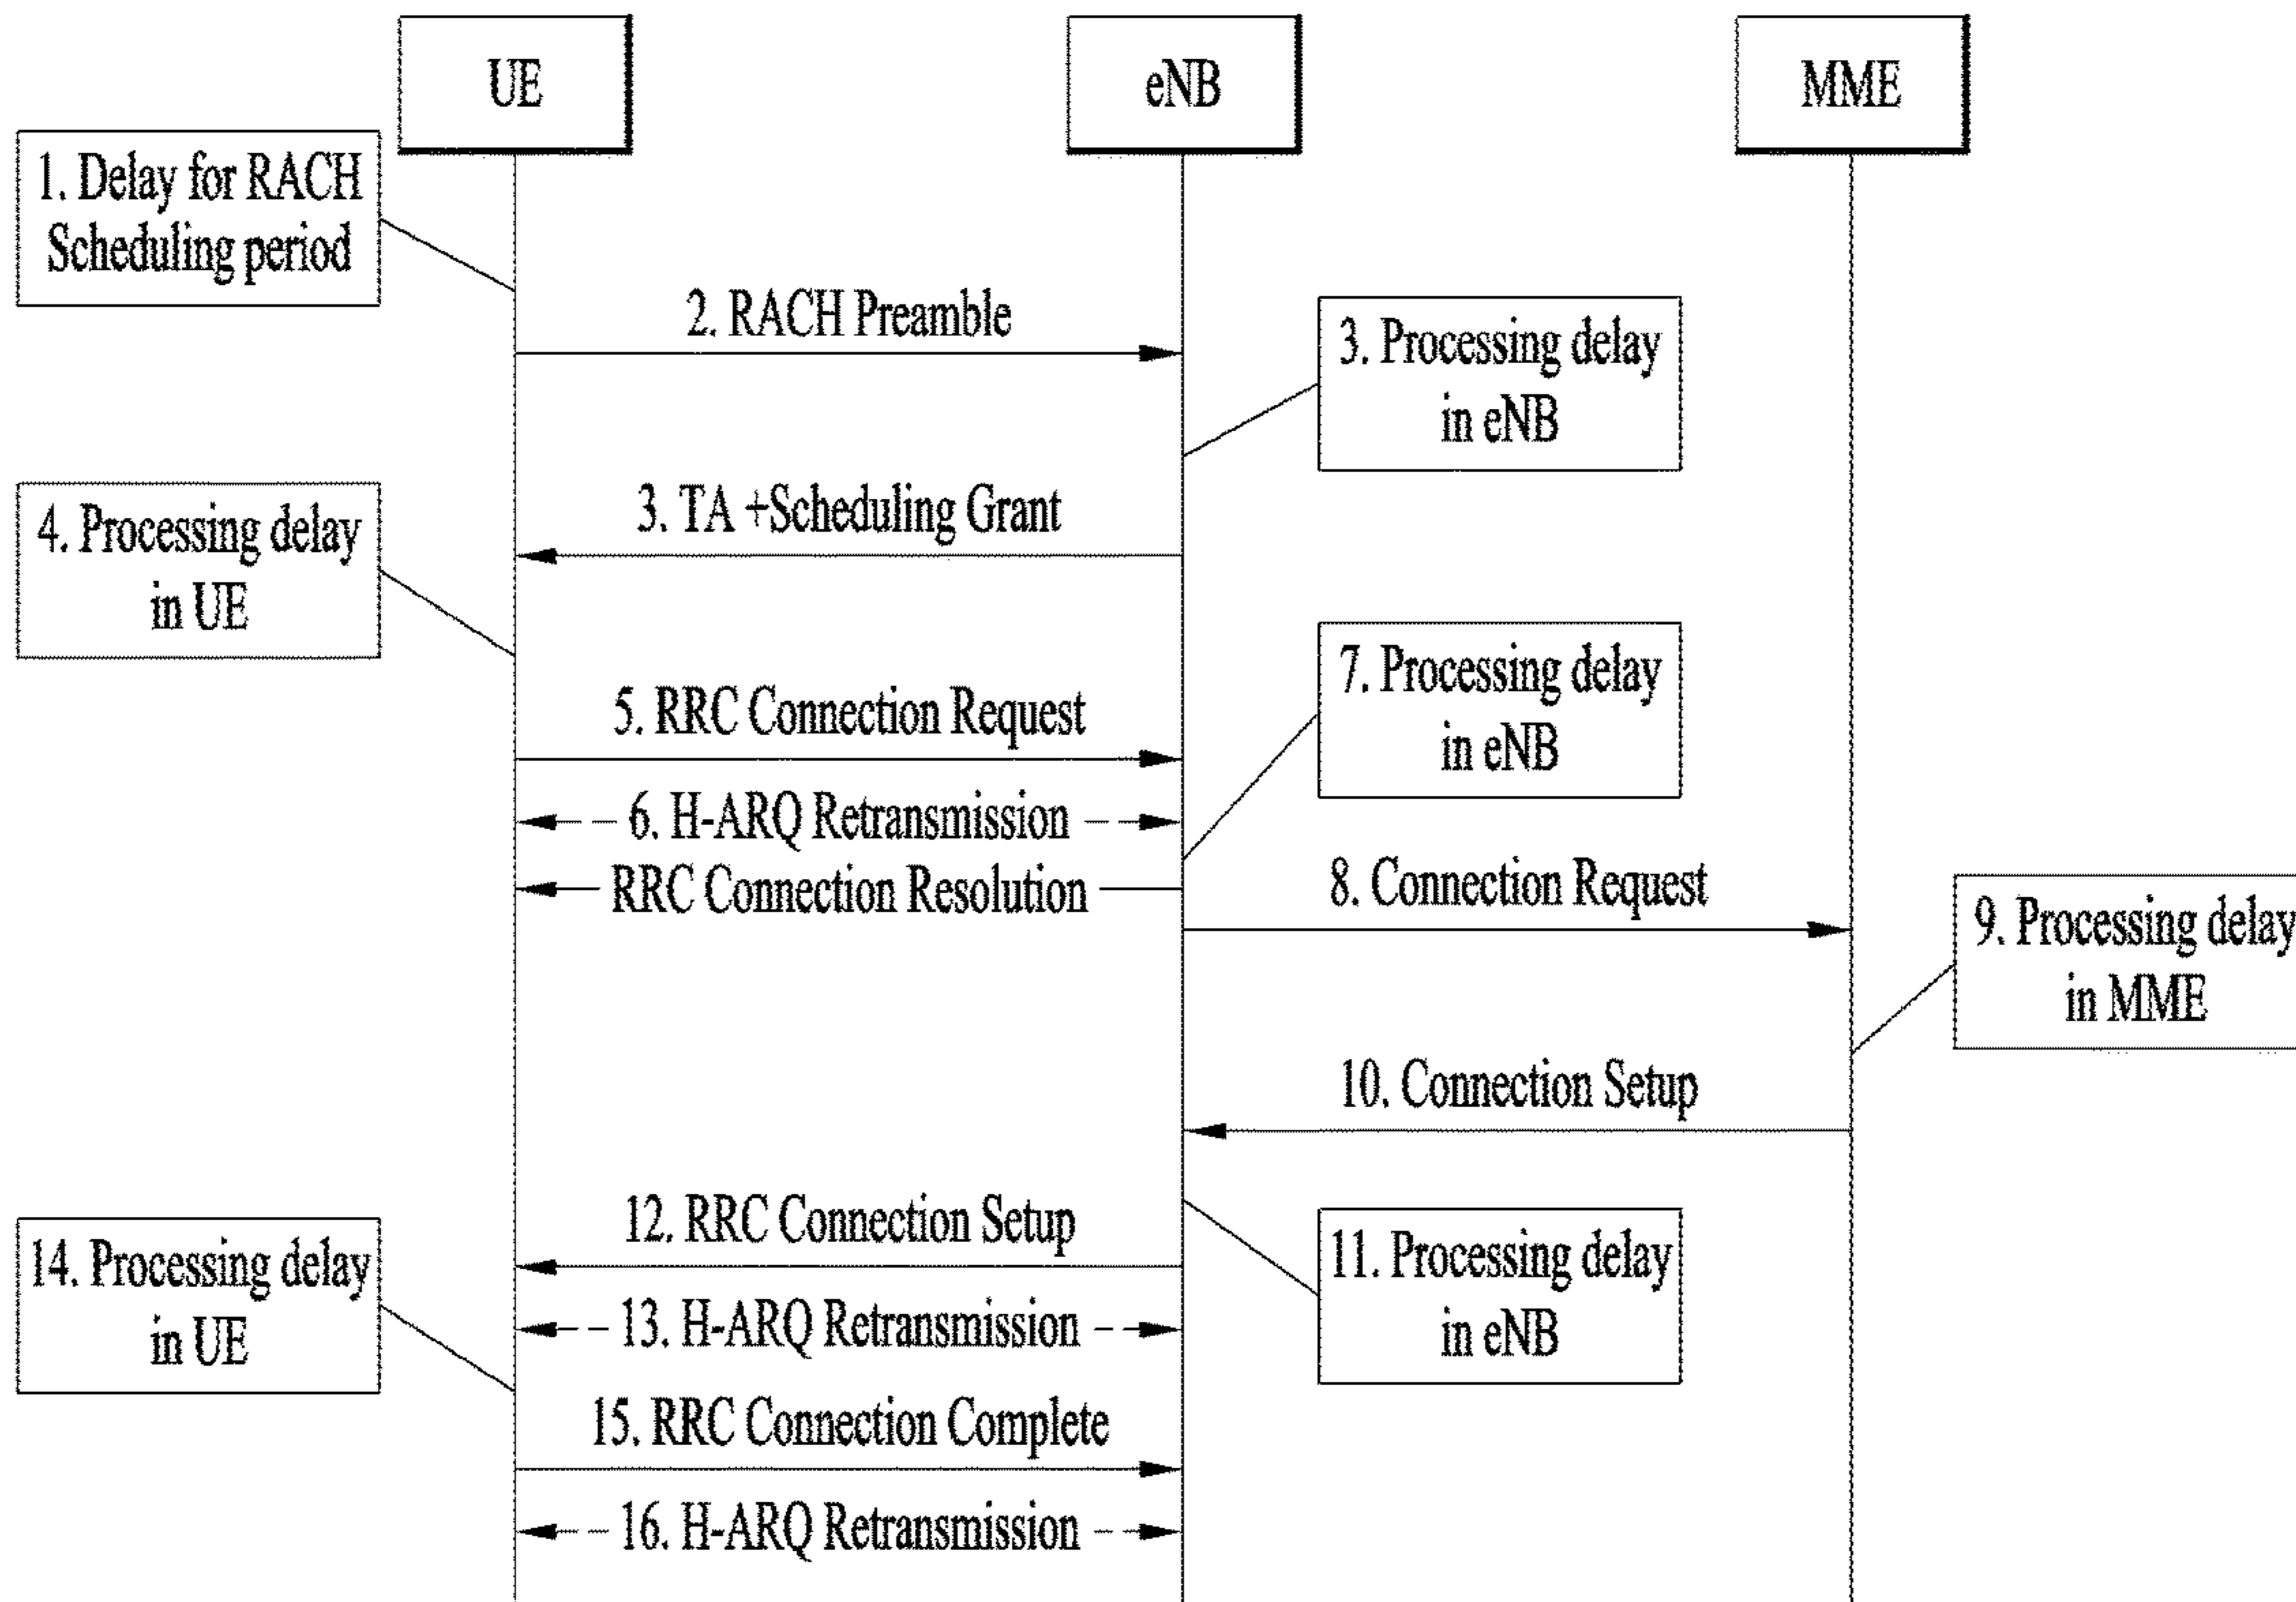 UE
eNB
MME
1. Delay for RACH
Scheduling period
2. RACH Preamble
3. Processing delay
in eNB
3. TA +Scheduling Grant
4. Processing delay
in UE
5. RRC Connection Request
7. Processing delay
in eNB
6. H-ARQ Retransmission
RRC Connection Resolution
8. Connection Request
9. Processing delay
in MME
10. Connection Setup
12. RRC Connection Setup
11. Processing delay
in eNB
14. Processing delay
in UE
13. H-ARQ Retransmission
15. RRC Connection Complete
16. H-ARQ Retransmission